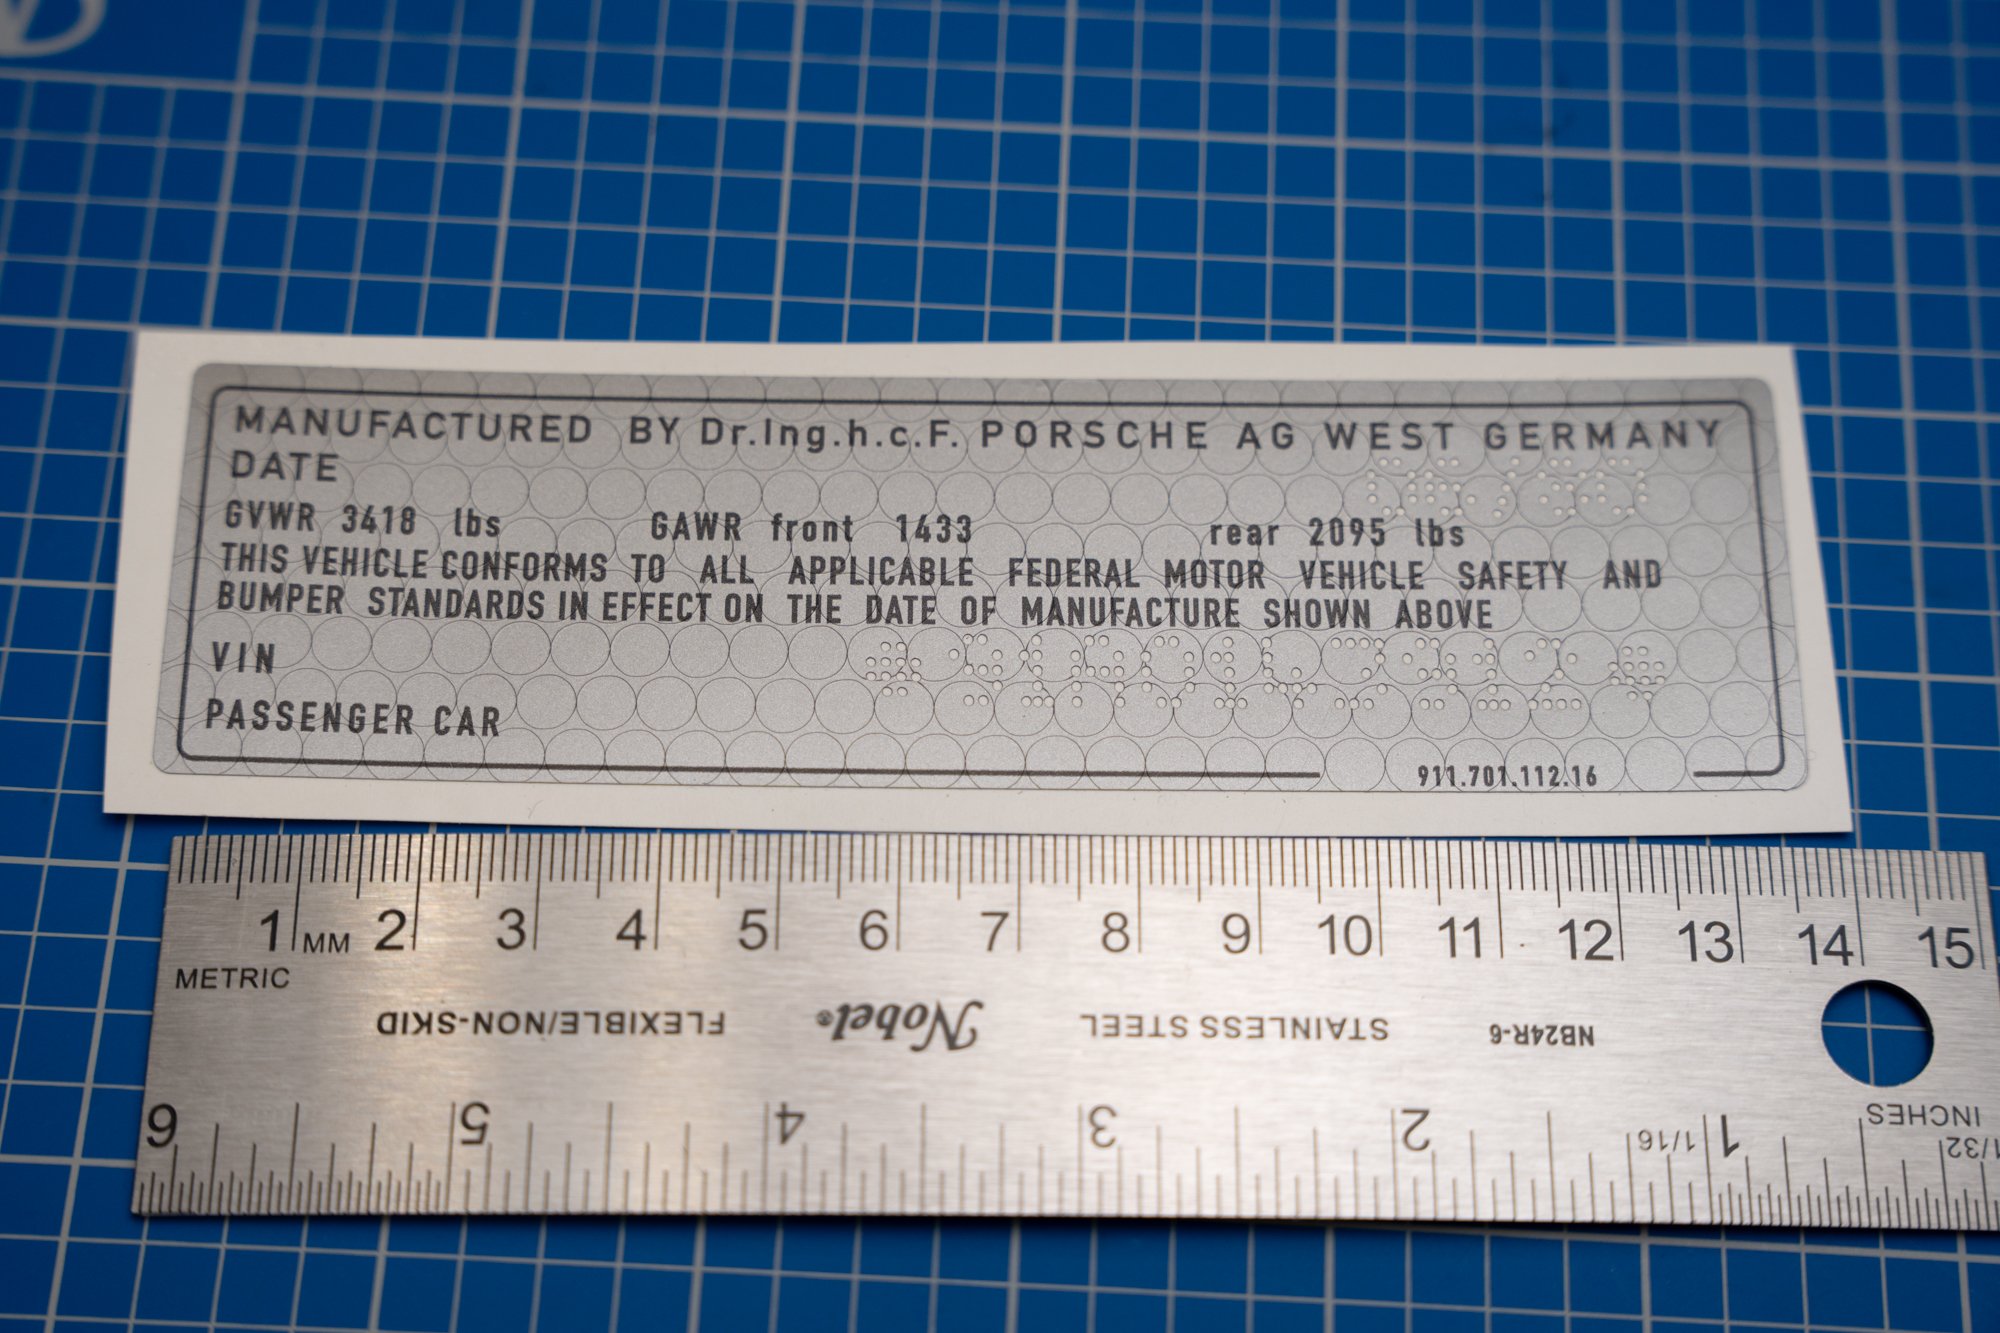 MANUFACTURED BY Dr.Ing.h.c.F. PORSCHE AG WEST GERMANY
DATE
GVWR 3418 lbs GAWR front 1433 rear 2095 lbs
THIS VEHICLE CONFORMS TO ALL APPLICABLE FEDERAL MOTOR VEHICLE SAFETY AND
BUMPER STANDARDS IN EFFECT ON THE DATE OF MANUFACTURE SHOWN ABOVE
VIN
PASSENGER CAR
911.701.112.16
1 MM 2 3 4 5 6 7 8 9 10 11 12 13 14 15
METRIC
FLEXIBLE/NON-SKID Nobel® STAINLESS STEEL NB24R-6
INCHES
6 5 4 3 2 1/16 1 1/32